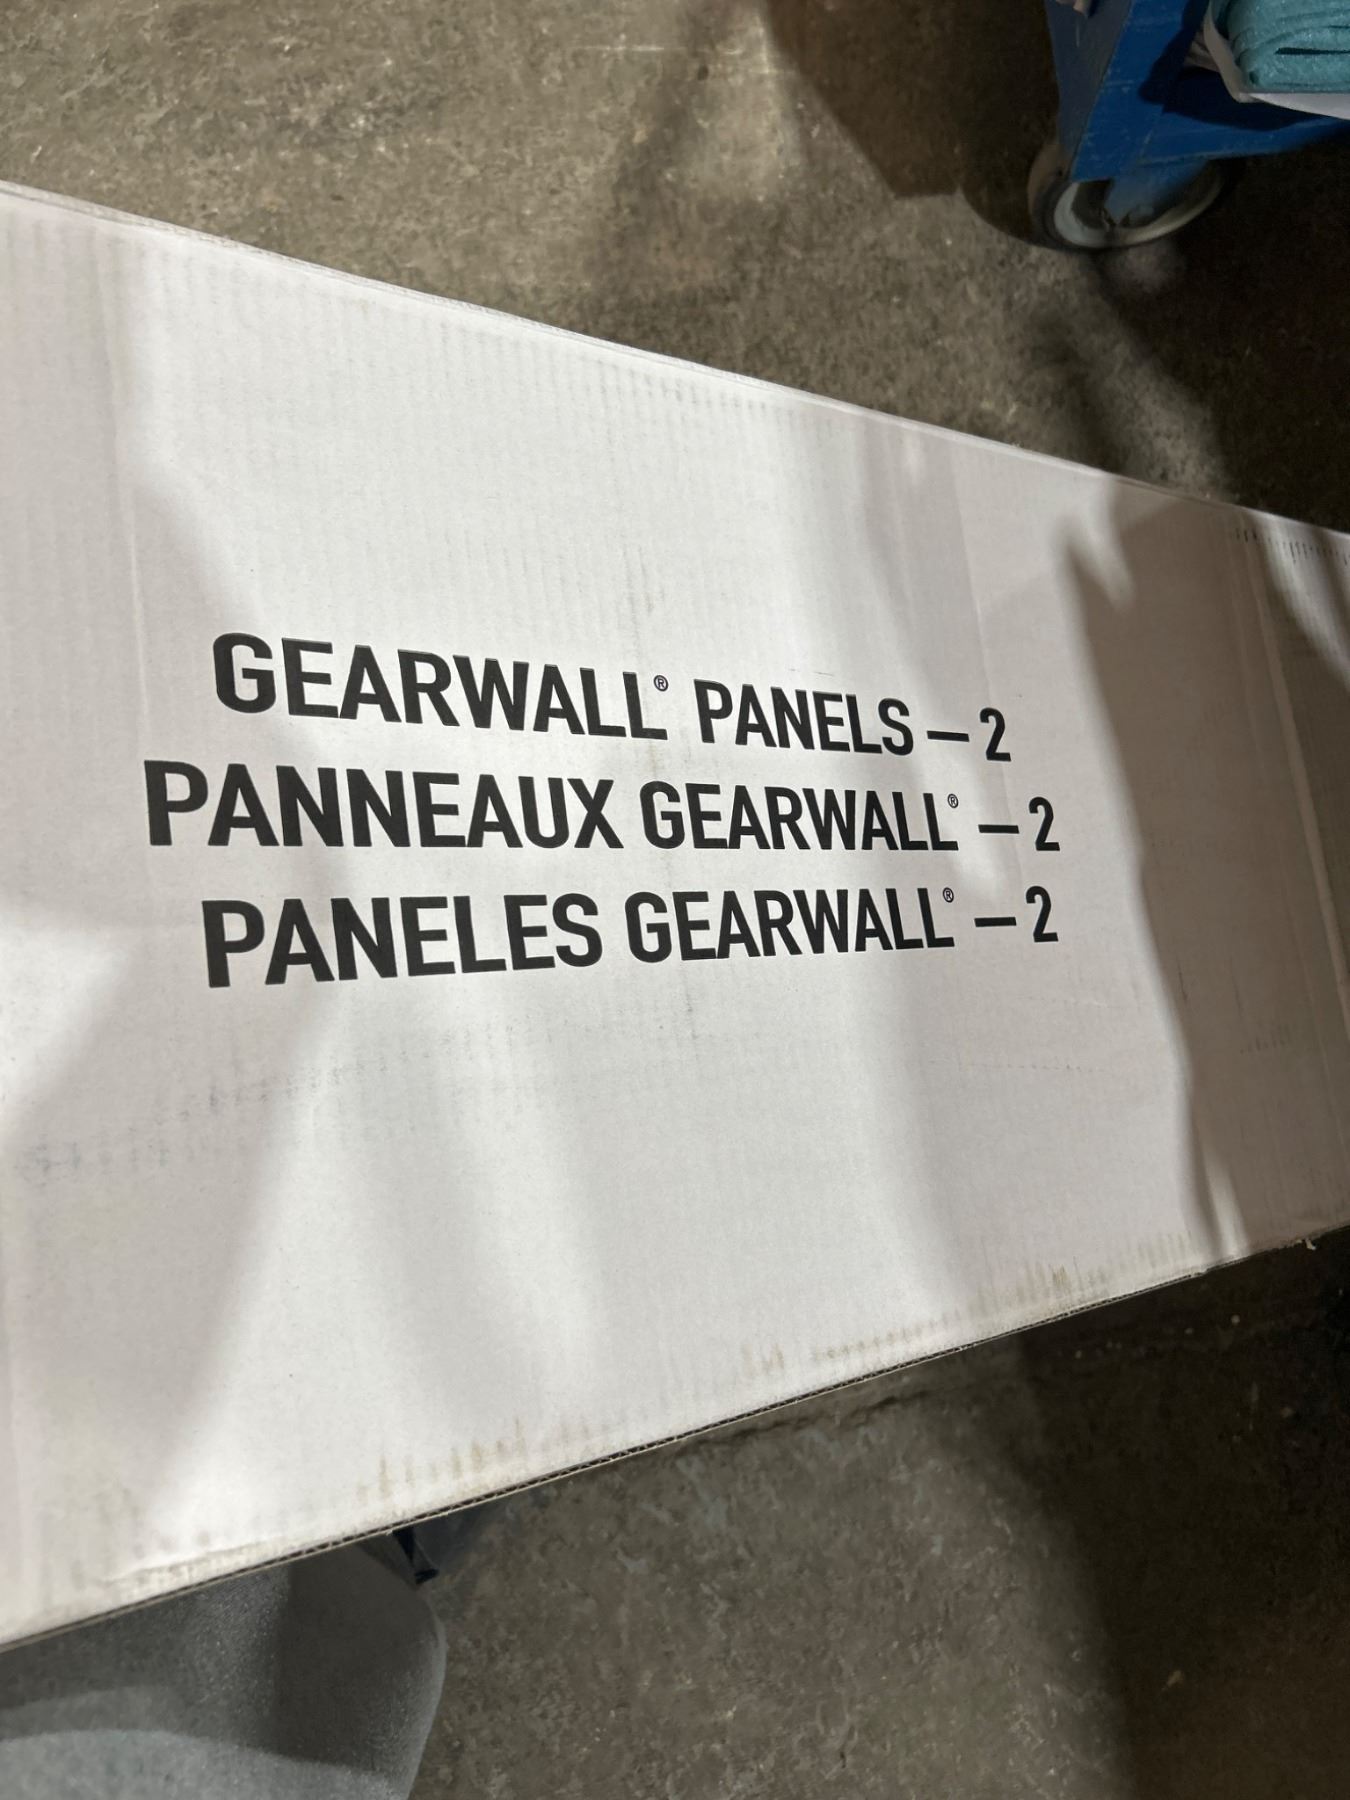 GEARWALL® PANELS – 2
PANNEAUX GEARWALL® – 2
PANELES GEARWALL® – 2